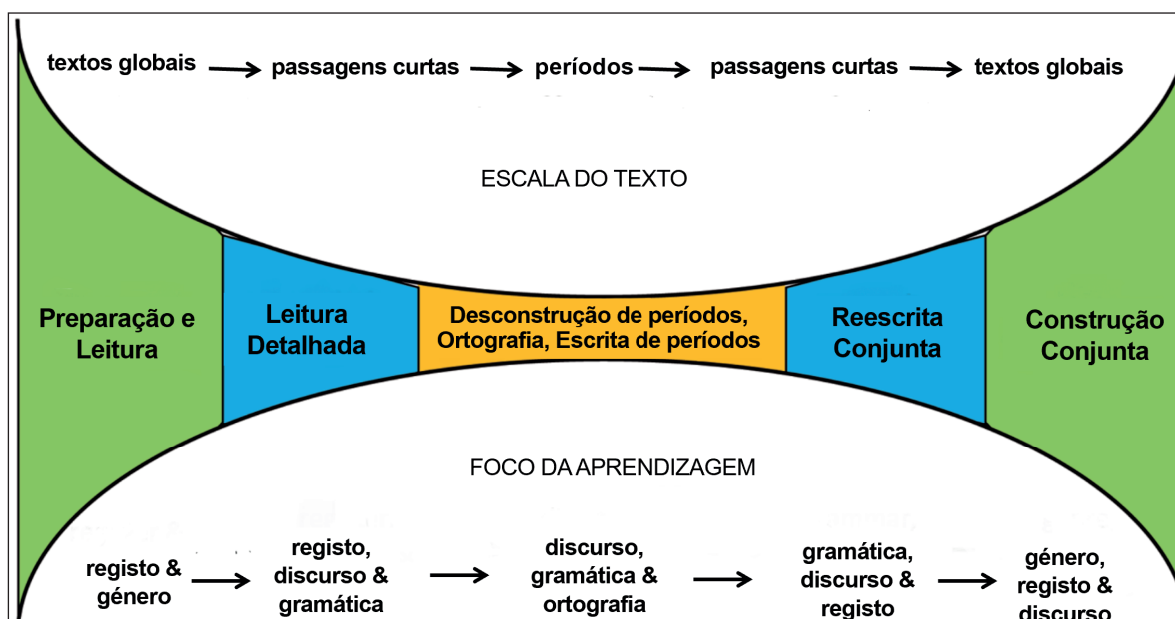 textos globais → passagens curtas → períodos → passagens curtas → textos globais
ESCALA DO TEXTO
Preparação e
Leitura
Leitura
Detalhada
Desconstrução de períodos,
Ortografia, Escrita de períodos
Reescrita
Conjunta
Construção
Conjunta
FOCO DA APRENDIZAGEM
registo &
género
registo,
discurso &
gramática
discurso,
gramática &
ortografia
gramática,
discurso &
registo
género,
registo &
discurso